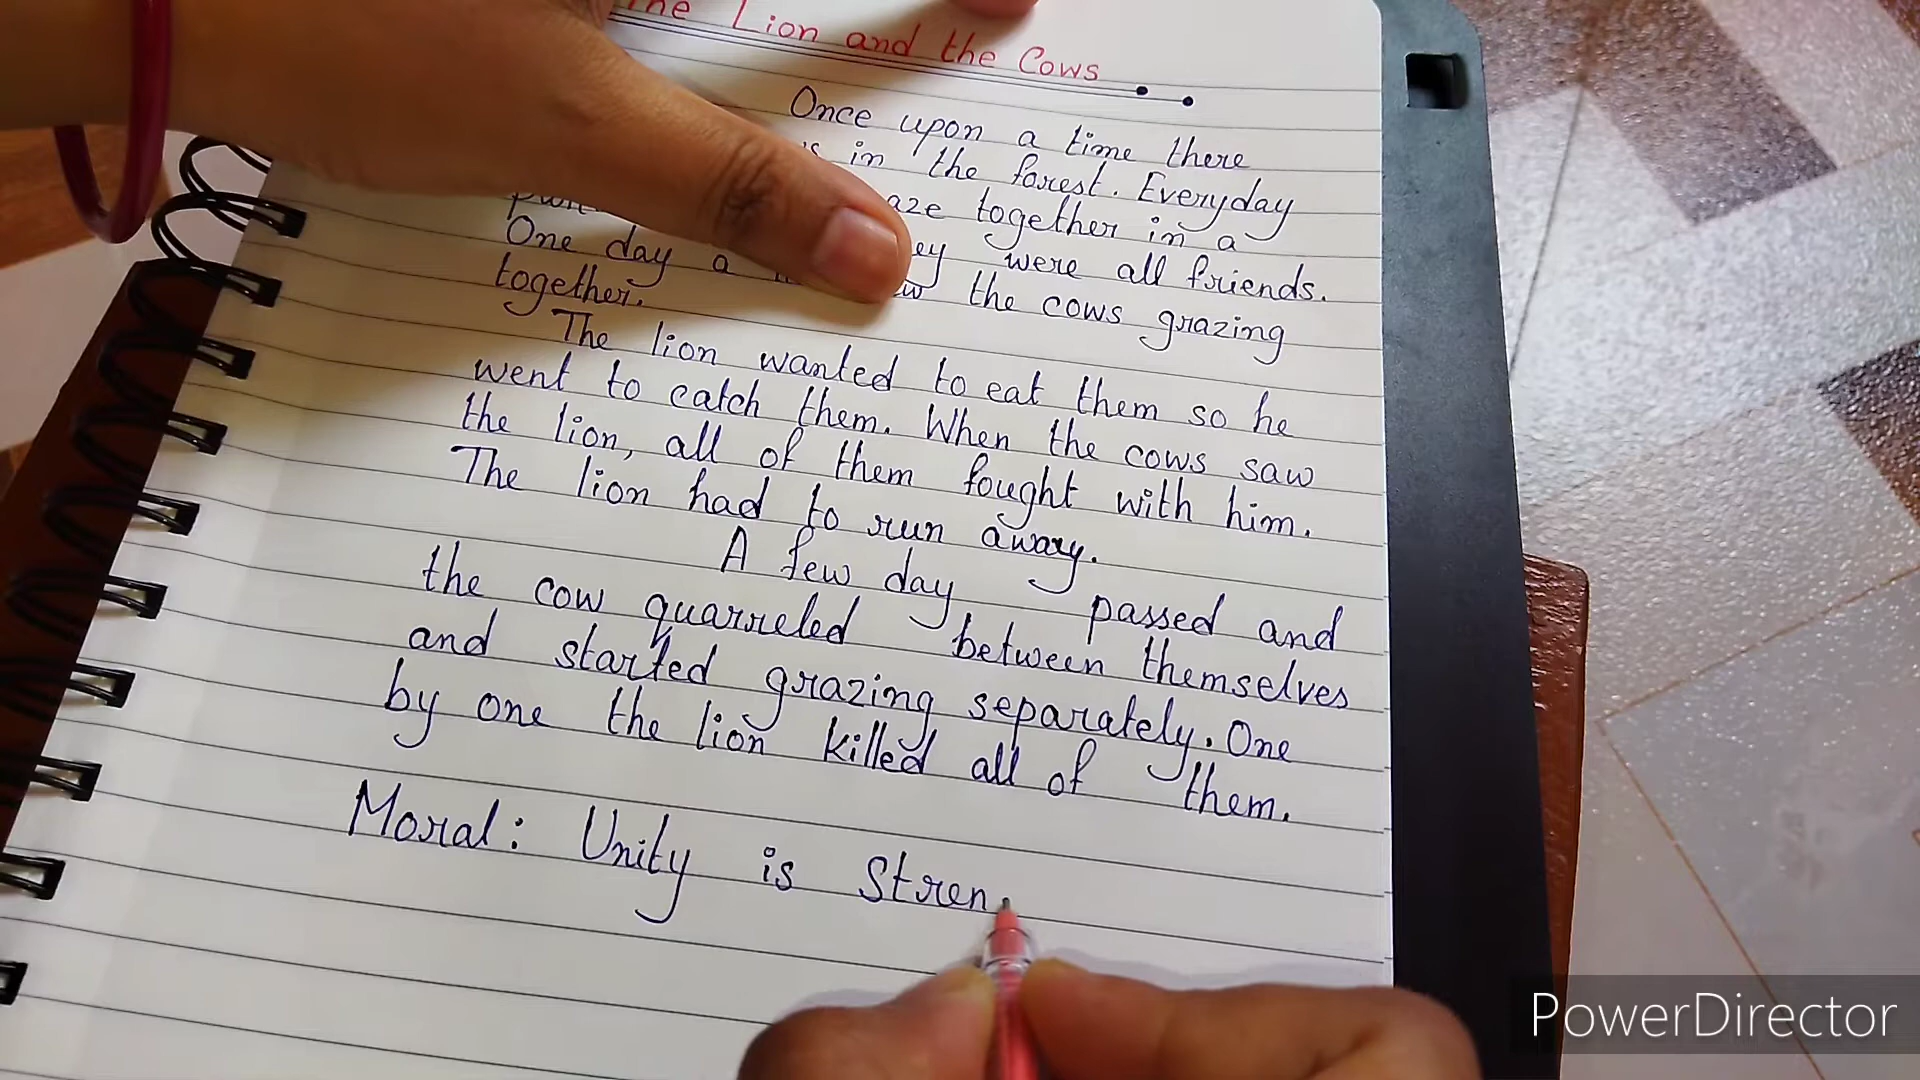 The Lion and the Cows
Once upon a time there
in the forest. Everyday
together in a
were all friends.
One day a the cows grazing
together.
The lion wanted to eat them so he
went to catch them. When the cows saw
the lion, all of them fought with him.
The lion had to run away.
A few day passed and
the cow quarreled between themselves
and started grazing separately. One
by one the lion killed all of them.
Moral: Unity is Stren
PowerDirector